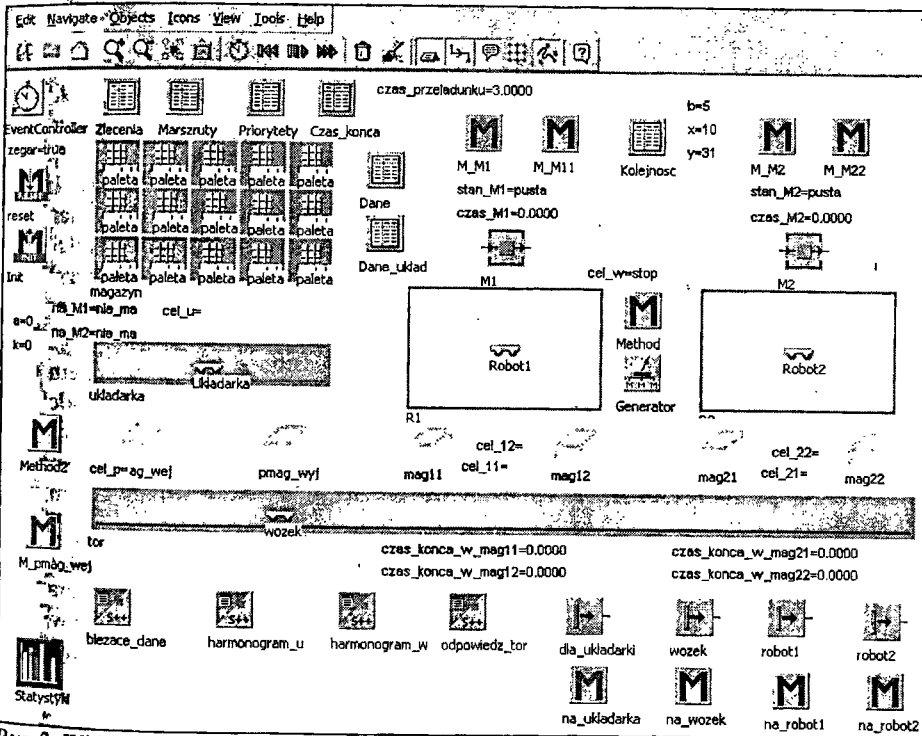 Edit Navigate Objects Icons View Tools Help
czas_przeladunku=3.0000
EventController Zlecenia Marszruty Priorytety Czas_konca
zegar=true
b=5
x=10
y=31
M_M1 M_M11 Kolejnosc M_M2 M_M22
paleta paleta paleta paleta paleta
Dane
stan_M1=pusta stan_M2=pusta
reset
paleta paleta paleta paleta paleta
czas_M1=0.0000 czas_M2=0.0000
Init
paleta paleta paleta paleta paleta
Dane_uklad
magazyn
M1 cel_w=stop M2
na_M1=nie_ma cel_u=
a=0
na_M2=nie_ma
k=0
Method
Robot1 Robot2
Ukladarka
ukladarka
Generator
R1
Method2
cel_p= ag_wej pmag_wyj mag11 cel_12= cel_11= mag12 mag21 cel_22= cel_21= mag22
wozek
tor
M_pmag_wej
czas_konca_w_mag11=0.0000 czas_konca_w_mag21=0.0000
czas_konca_w_mag12=0.0000 czas_konca_w_mag22=0.0000
biezace_dane harmonogram_u harmonogram_w odpowiedz_tor dla_ukladarki wozek robot1 robot2
Statystyki
na_ukladarka na_wozek na_robot1 na_robot2